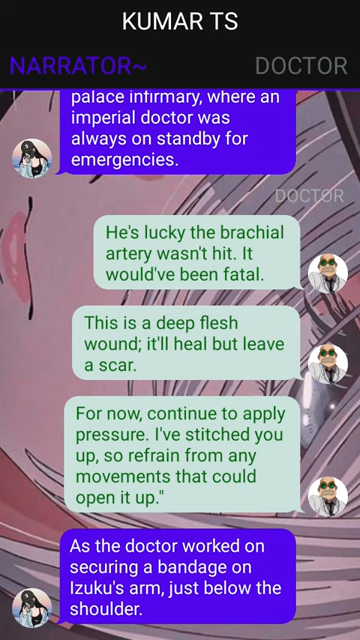 KUMAR TS
NARRATOR~
DOCTOR
palace infirmary, where an
imperial doctor was
always on standby for
emergencies.
DOCTOR
He's lucky the brachial
artery wasn't hit. It
would've been fatal.
This is a deep flesh
wound; it'll heal but leave
a scar.
For now, continue to apply
pressure. I've stitched you
up, so refrain from any
movements that could
open it up."
As the doctor worked on
securing a bandage on
Izuku's arm, just below the
shoulder.